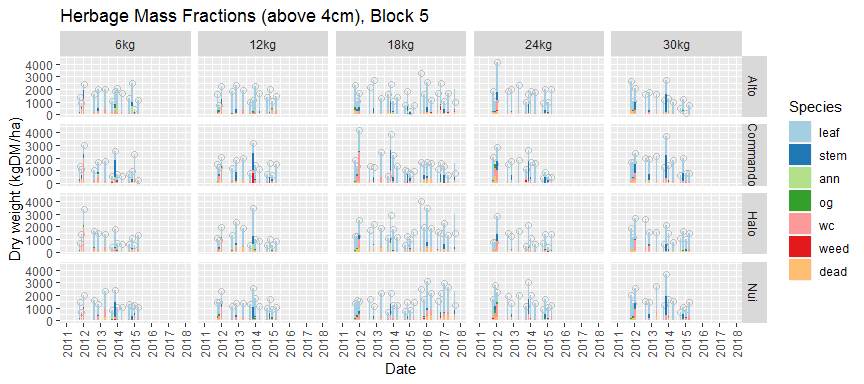 Herbage Mass Fractions (above 4cm), Block 5
6kg 12kg 18kg 24kg 30kg
Dry weight (kgDM/ha)
4000
3000
2000
1000
0
Alto
4000
3000
2000
1000
0
Commando
4000
3000
2000
1000
0
Halo
4000
3000
2000
1000
0
Nui
2011 2012 2013 2014 2015 2016 2017 2018 2011 2012 2013 2014 2015 2016 2017 2018 2011 2012 2013 2014 2015 2016 2017 2018 2011 2012 2013 2014 2015 2016 2017 2018 2011 2012 2013 2014 2015 2016 2017 2018
Date
Species
leaf
stem
ann
og
wc
weed
dead